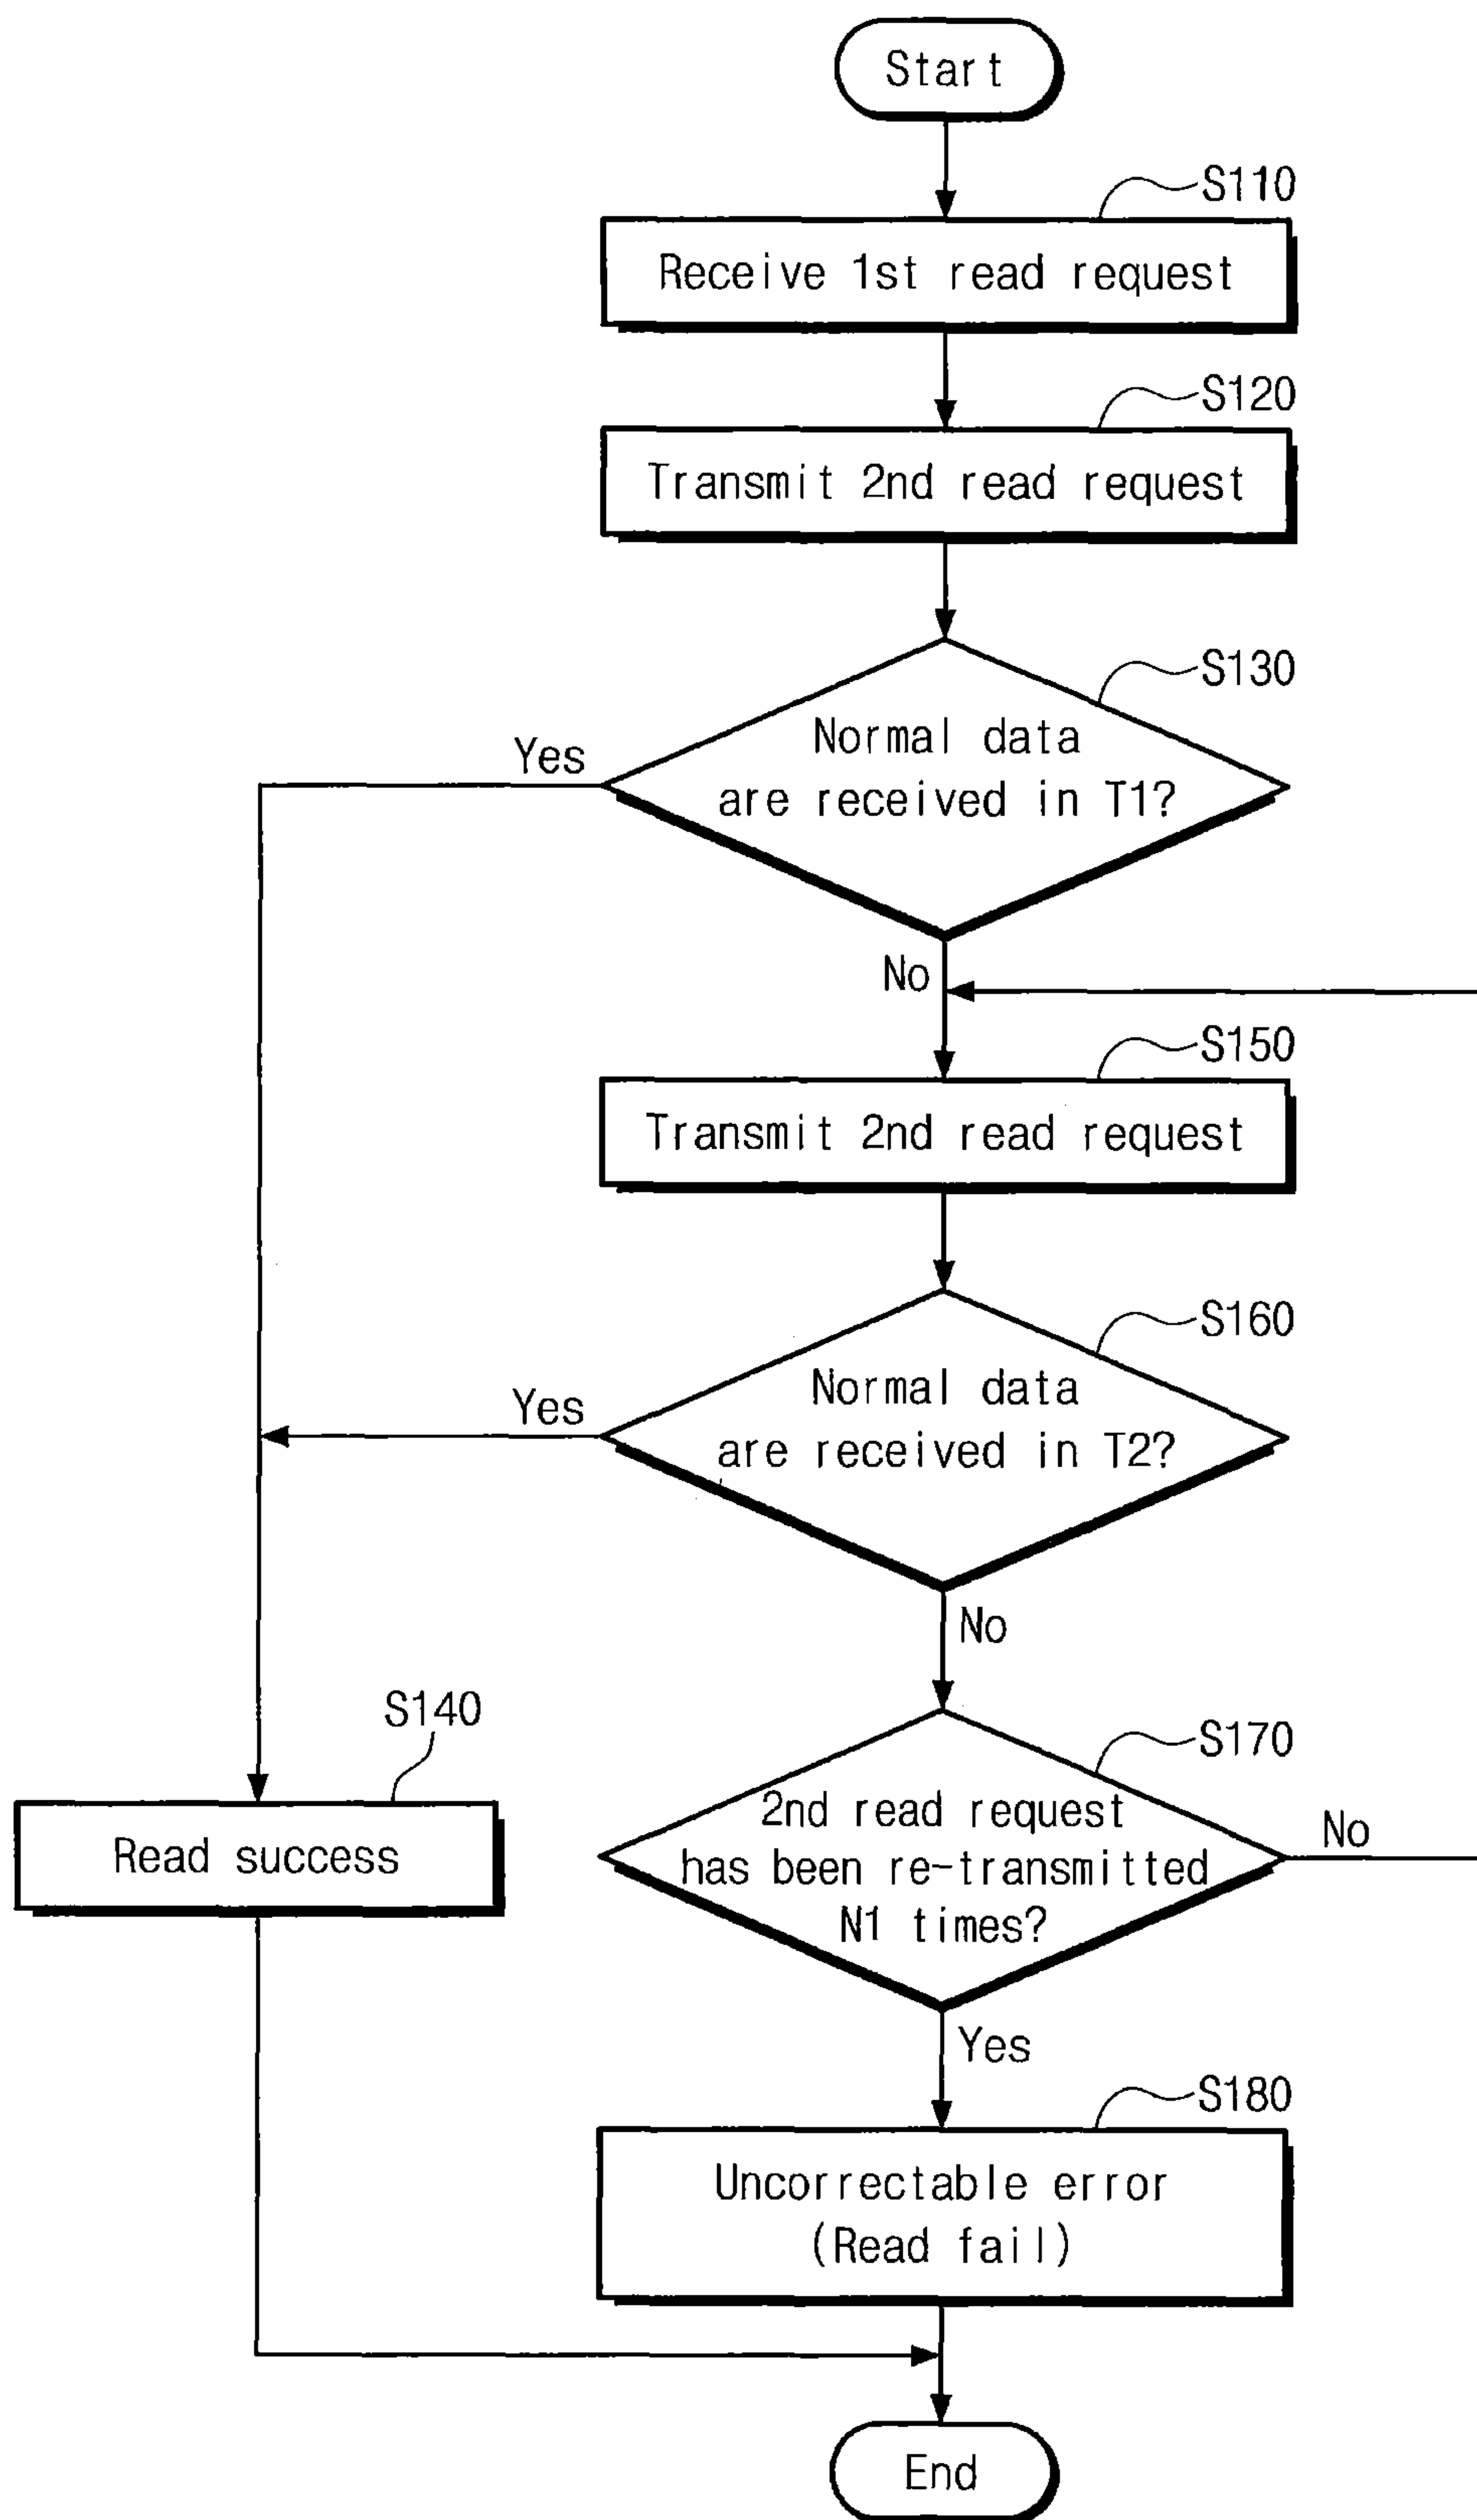 Start
S110
Receive 1st read request
S120
Transmit 2nd read request
S130
Normal data
are received in T1?
Yes
No
S150
Transmit 2nd read request
S160
Normal data
are received in T2?
Yes
No
S140
Read success
S170
2nd read request
has been re-transmitted
N1 times?
No
Yes
S180
Uncorrectable error
(Read fail)
End